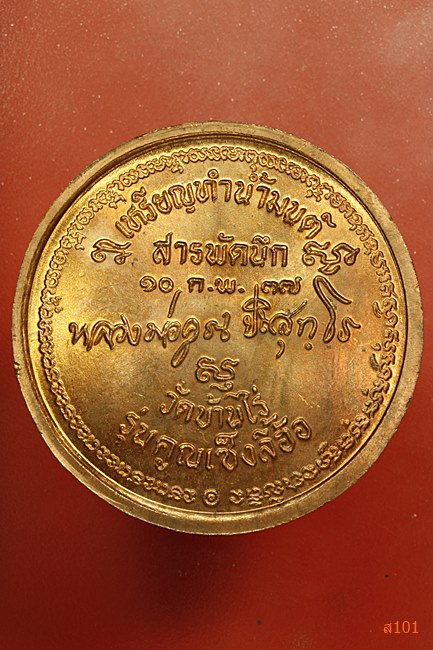 เหรียญทำน้ำมนต์
สารพัดนึก
๑๐ ก.พ. ๓๗
หลวงพ่อคูณ ปริสุทฺโธ
วัดบ้านไร่
รุ่นคูณเซ็งลี้ฮ้อ
ส101